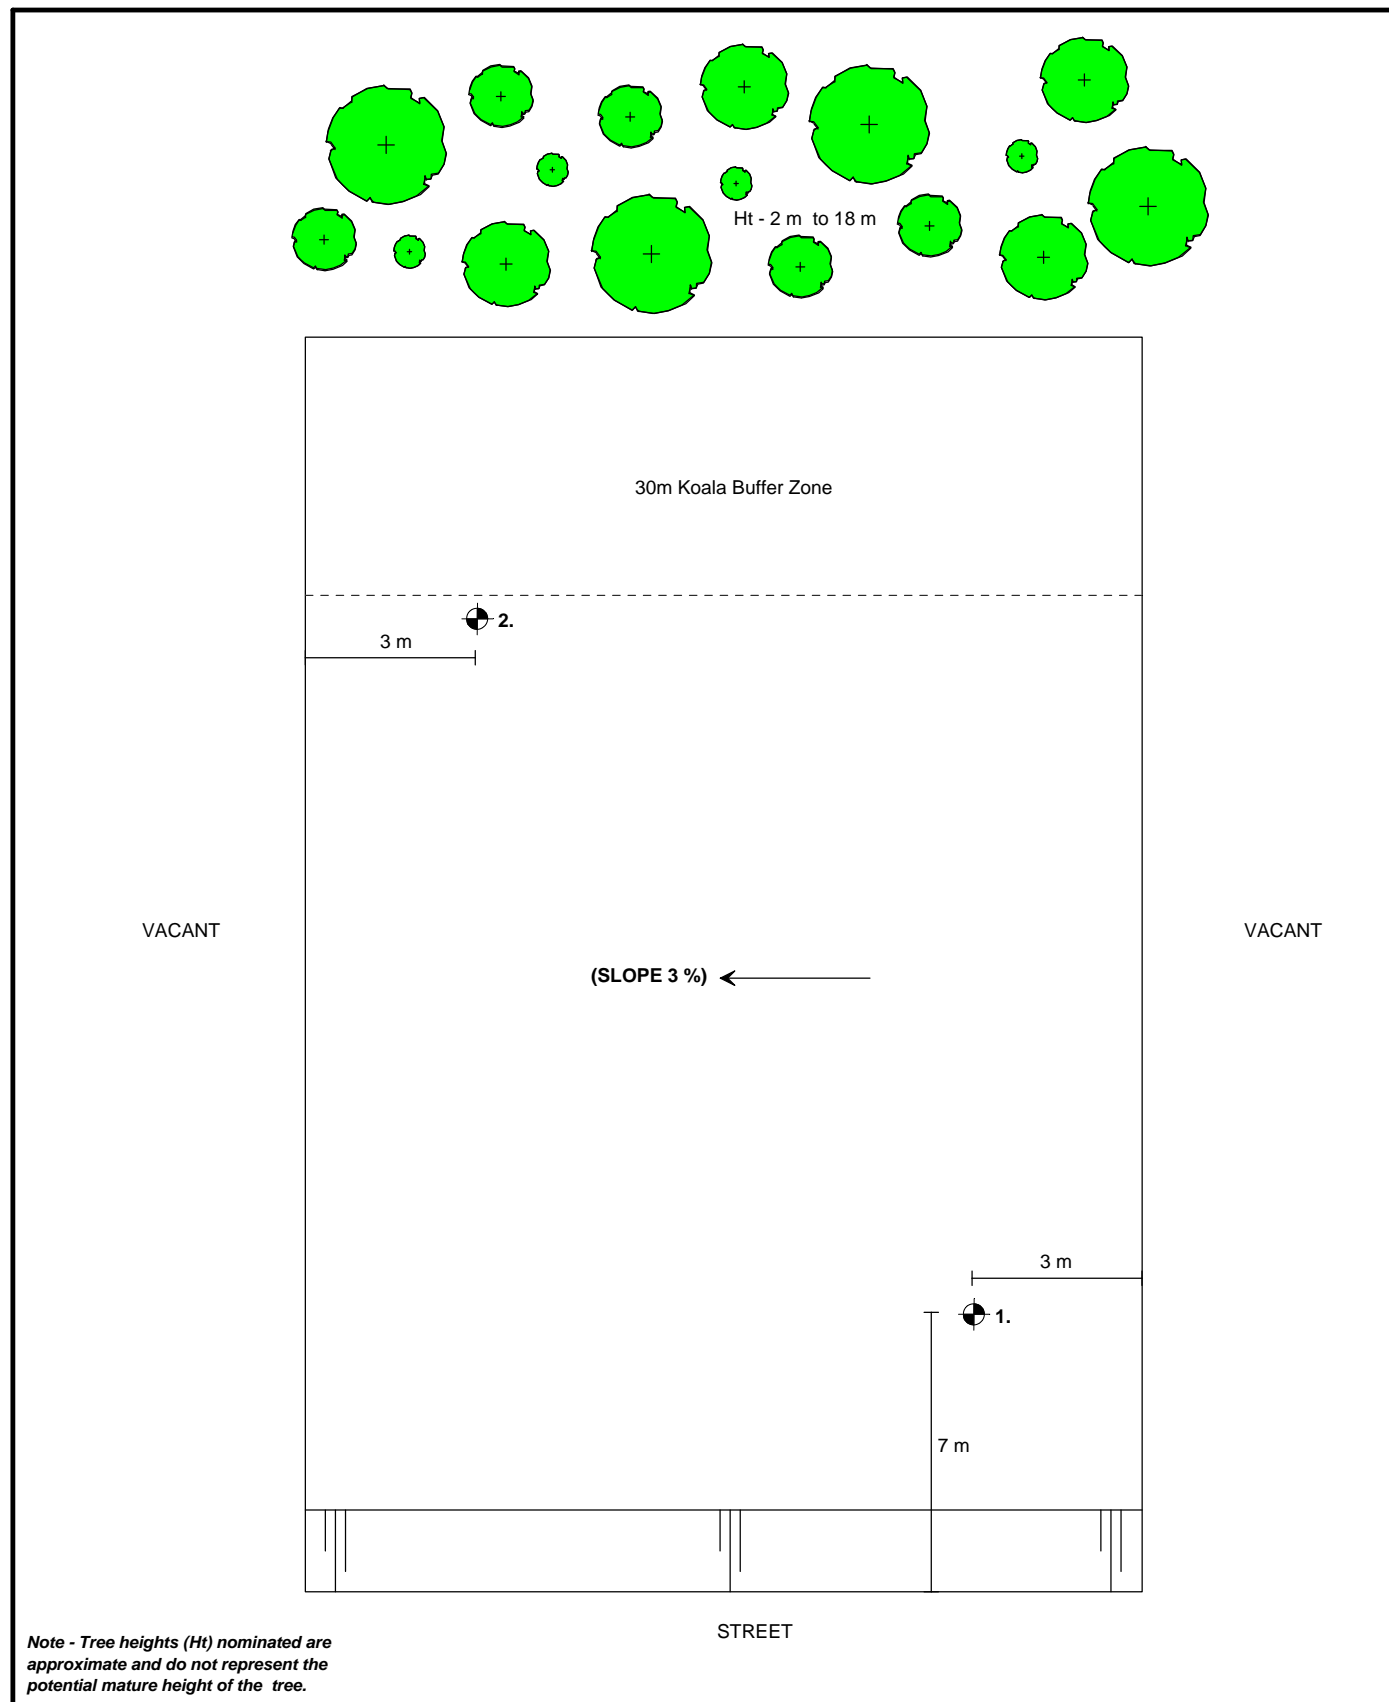 Ht - 2 m  to 18 m
30m Koala Buffer Zone
2.
3 m
VACANT
VACANT
(SLOPE 3 %)
3 m
1.
7 m
STREET
Note - Tree heights (Ht) nominated are
approximate and do not represent the
potential mature height of the  tree.